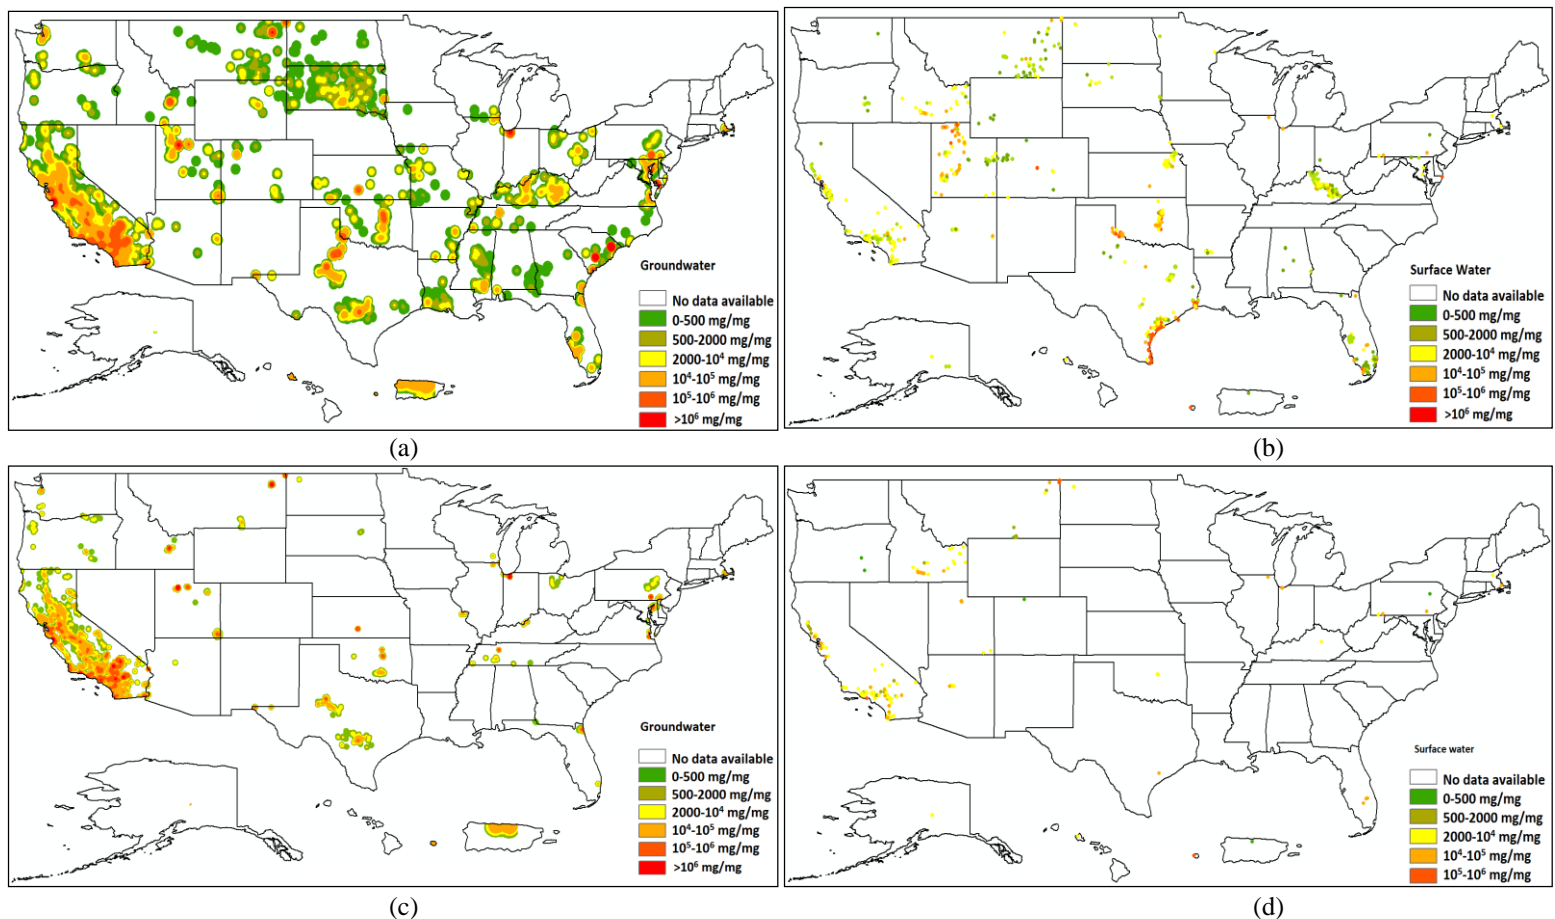 Groundwater
No data available
0-500 mg/mg
500-2000 mg/mg
2000-10⁴ mg/mg
10⁴-10⁵ mg/mg
10⁵-10⁶ mg/mg
>10⁶ mg/mg
(a)
Surface Water
No data available
0-500 mg/mg
500-2000 mg/mg
2000-10⁴ mg/mg
10⁴-10⁵ mg/mg
10⁵-10⁶ mg/mg
>10⁶ mg/mg
(b)
Groundwater
No data available
0-500 mg/mg
500-2000 mg/mg
2000-10⁴ mg/mg
10⁴-10⁵ mg/mg
10⁵-10⁶ mg/mg
>10⁶ mg/mg
(c)
Surface water
No data available
0-500 mg/mg
500-2000 mg/mg
2000-10⁴ mg/mg
10⁴-10⁵ mg/mg
10⁵-10⁶ mg/mg
(d)